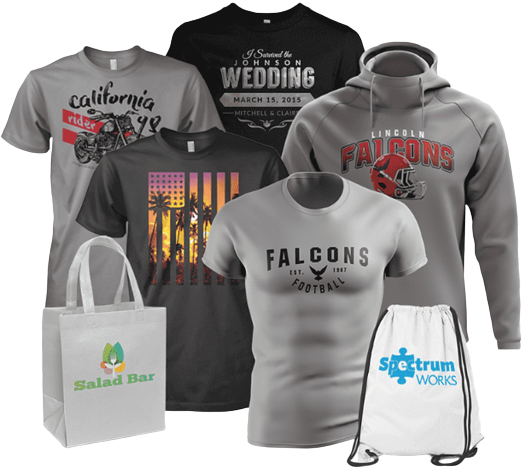 California
rider
I Survived the
JOHNSON
WEDDING
MARCH 15, 2015
MITCHELL & CLAIRE
LINCOLN
FALCONS
FALCONS
EST. 1987
FOOTBALL
Salad Bar
Spectrum
WORKS